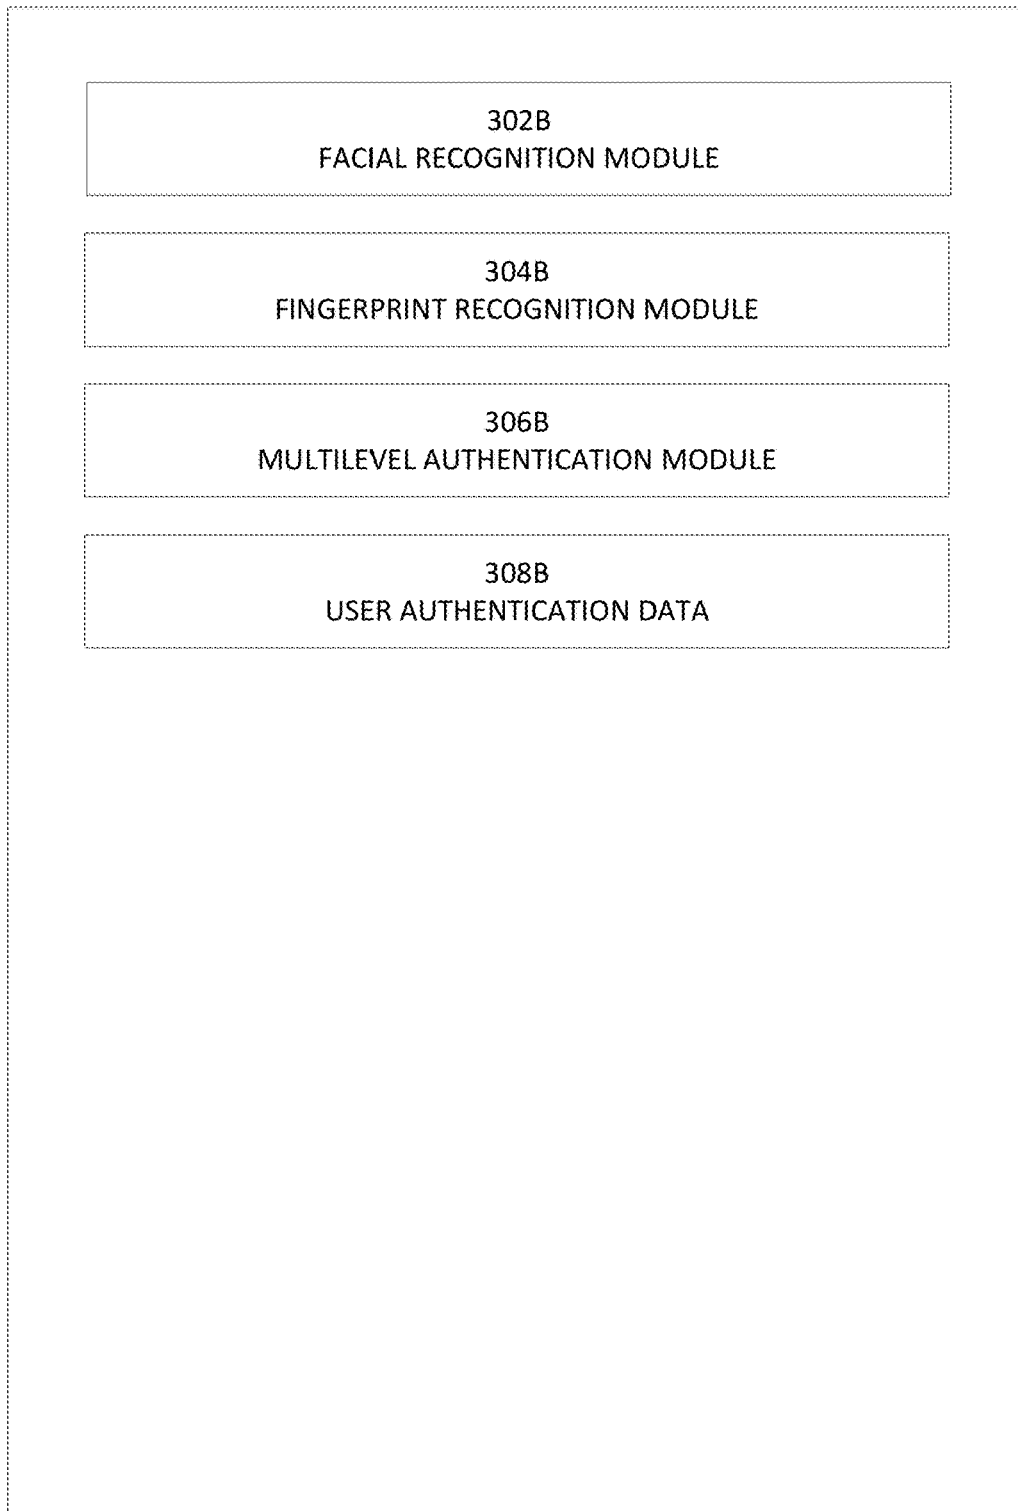 302B
FACIAL RECOGNITION MODULE
304B
FINGERPRINT RECOGNITION MODULE
306B
MULTILEVEL AUTHENTICATION MODULE
308B
USER AUTHENTICATION DATA